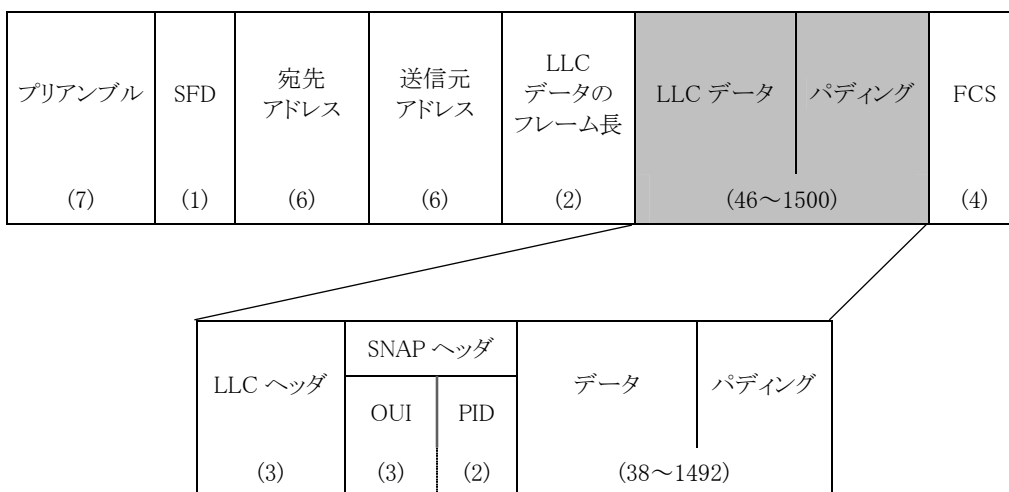 プリアンブル
(7)
SFD
(1)
宛先
アドレス
(6)
送信元
アドレス
(6)
LLC
データの
フレーム長
(2)
LLC データ
パディング
(46～1500)
FCS
(4)
LLC ヘッダ
(3)
SNAP ヘッダ
OUI
(3)
PID
(2)
データ
パディング
(38～1492)